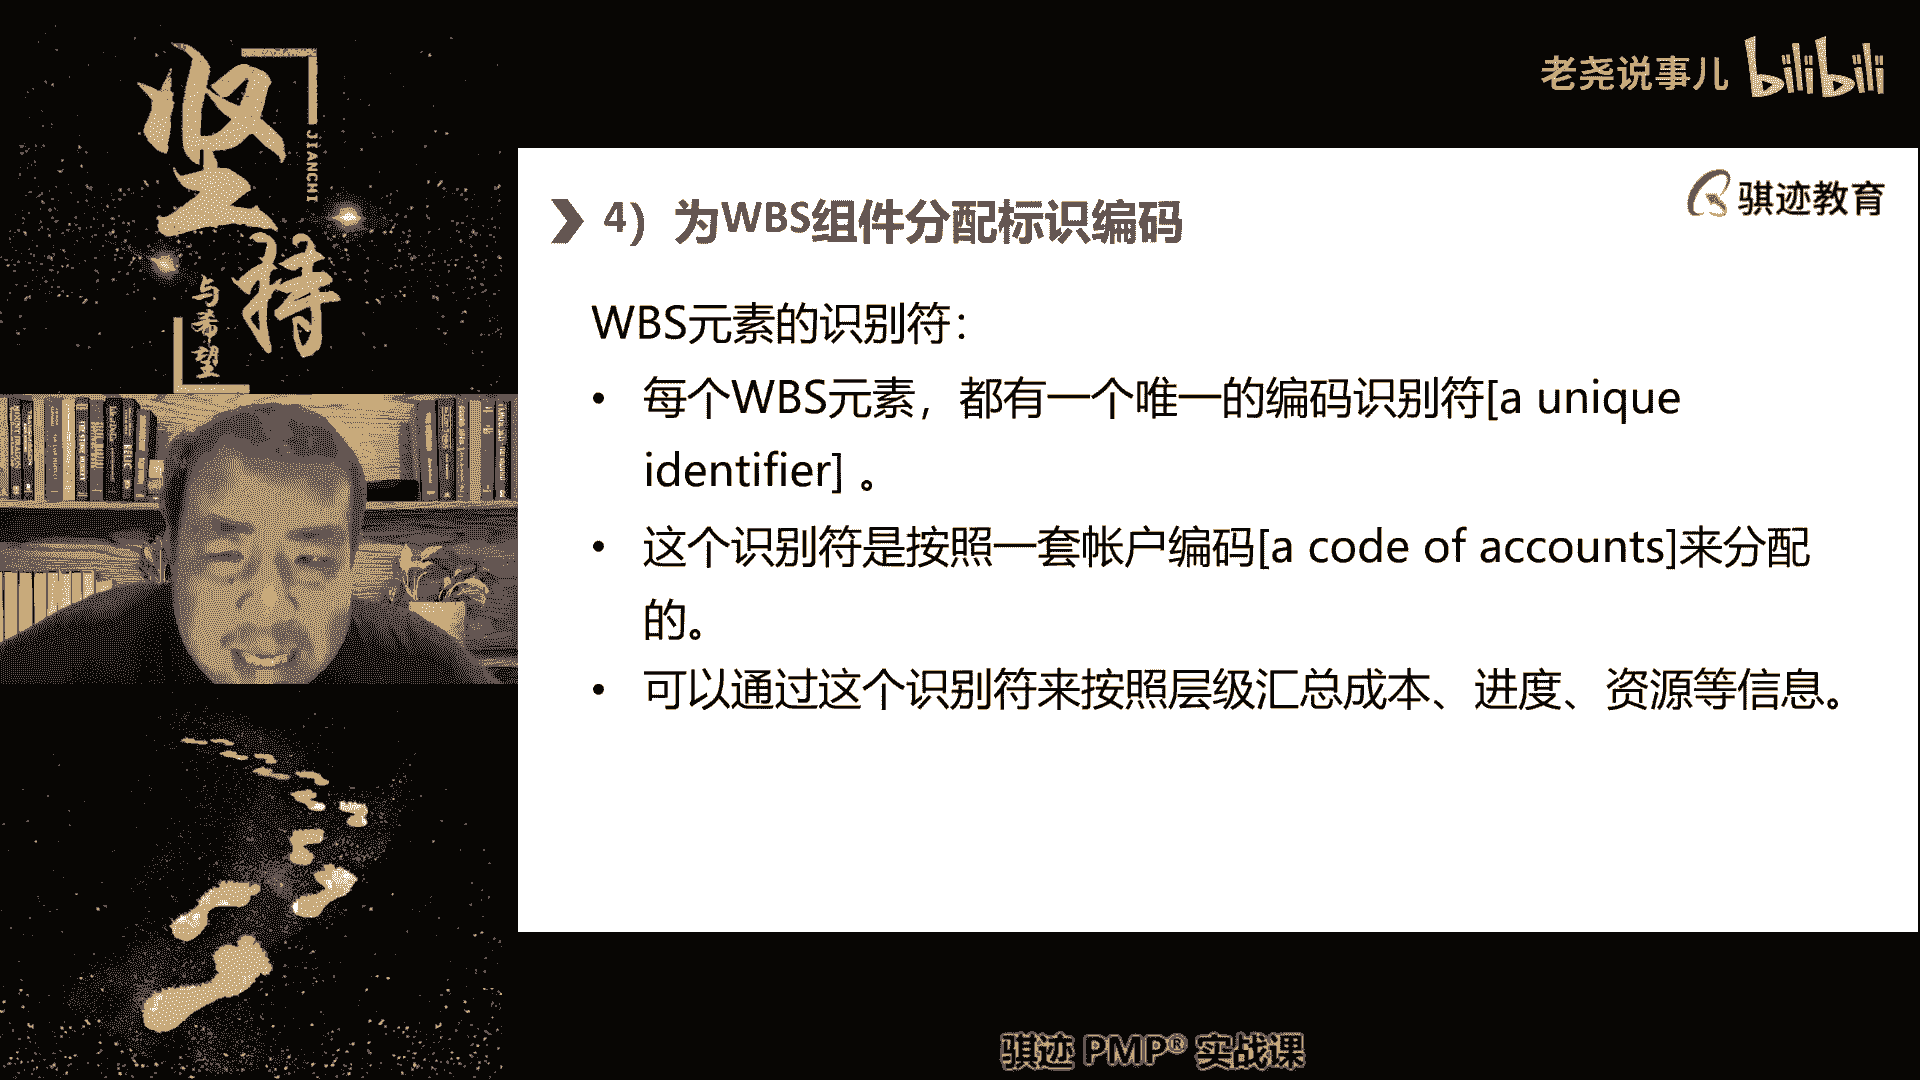 坚持
JIANCHI
与希望
老尧说事儿 bilibili
骐迹教育
4）为WBS组件分配标识编码
WBS元素的识别符：
• 每个WBS元素，都有一个唯一的编码识别符[a unique
identifier] 。
• 这个识别符是按照一套帐户编码[a code of accounts]来分配
的。
• 可以通过这个识别符来按照层级汇总成本、进度、资源等信息。
骐迹 PMP® 实战课